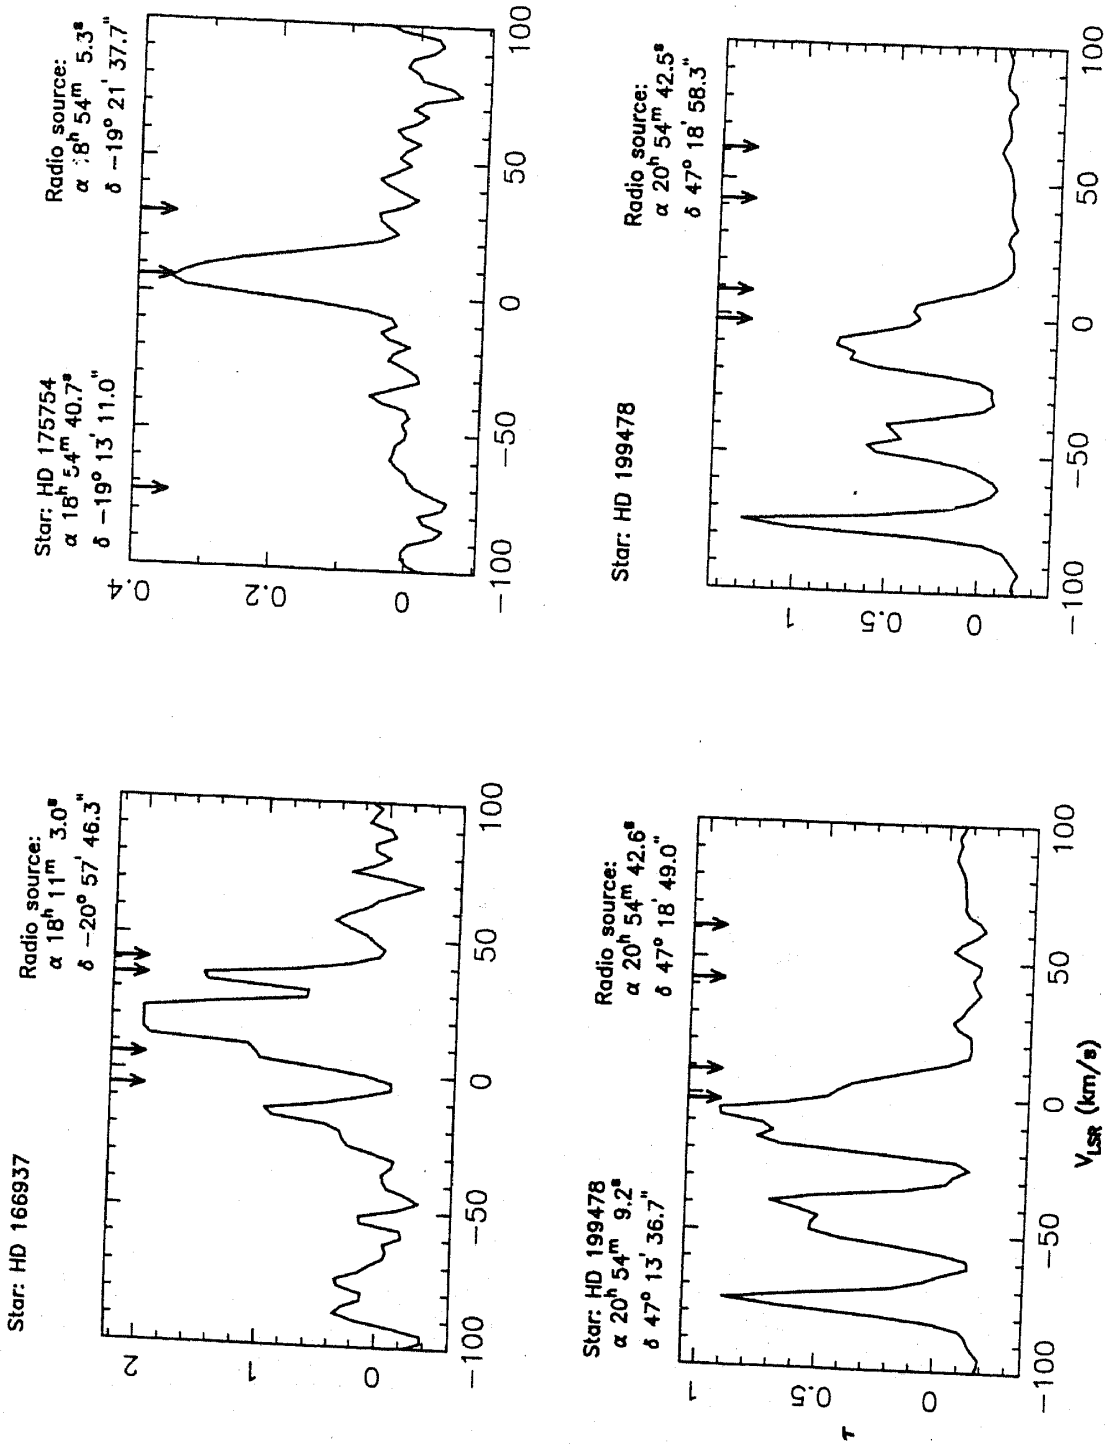 Star: HD 166937
Radio source:
α 18ʰ 11ᵐ 3.0ˢ
δ −20° 57' 46.3"
2
1
0
−100
−50
0
50
100
Star: HD 175754
α 18ʰ 54ᵐ 40.7ˢ
δ −19° 13' 11.0"
Radio source:
α 18ʰ 54ᵐ 5.3ˢ
δ −19° 21' 37.7"
0.4
0.2
0
−100
−50
0
50
100
Star: HD 199478
α 20ʰ 54ᵐ 9.2ˢ
δ 47° 13' 36.7"
Radio source:
α 20ʰ 54ᵐ 42.6ˢ
δ 47° 18' 49.0"
1
0.5
0
τ
−100
−50
0
50
100
V_LSR (km/s)
Star: HD 199478
Radio source:
α 20ʰ 54ᵐ 42.5ˢ
δ 47° 18' 58.3"
1
0.5
0
−100
−50
0
50
100